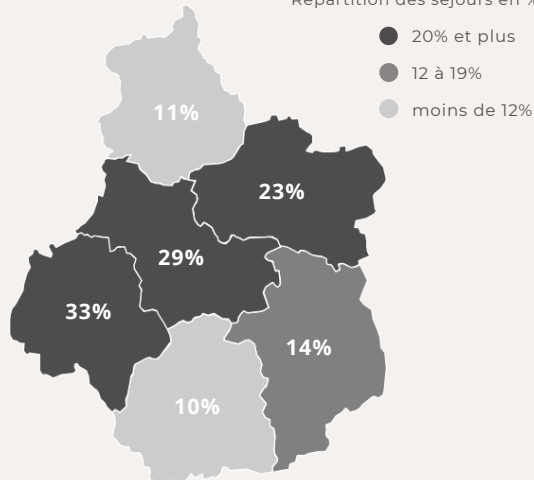 Répartition des séjours en %
20% et plus
12 à 19%
moins de 12%
11%
23%
29%
33%
14%
10%